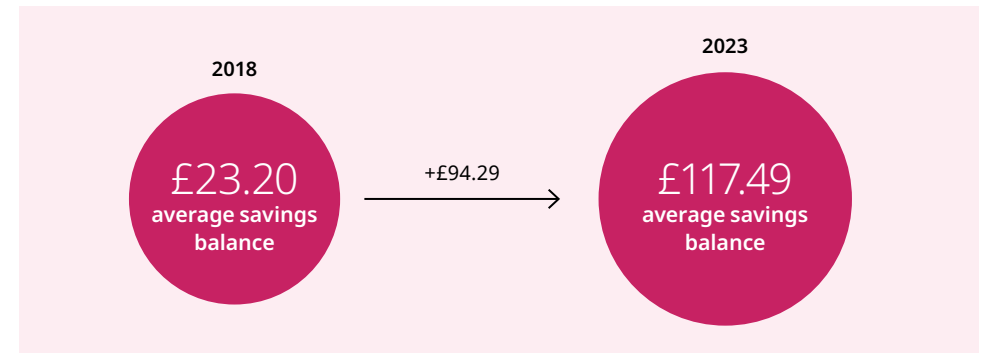 2018
£23.20
average savings
balance
+£94.29
2023
£117.49
average savings
balance